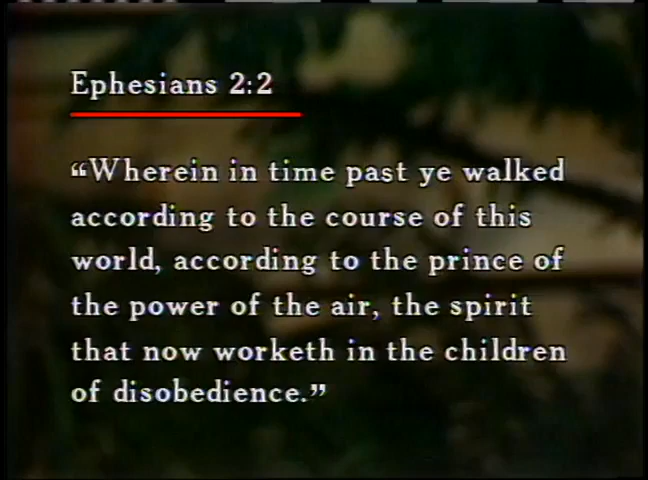 Ephesians 2:2
“Wherein in time past ye walked
according to the course of this
world, according to the prince of
the power of the air, the spirit
that now worketh in the children
of disobedience.”